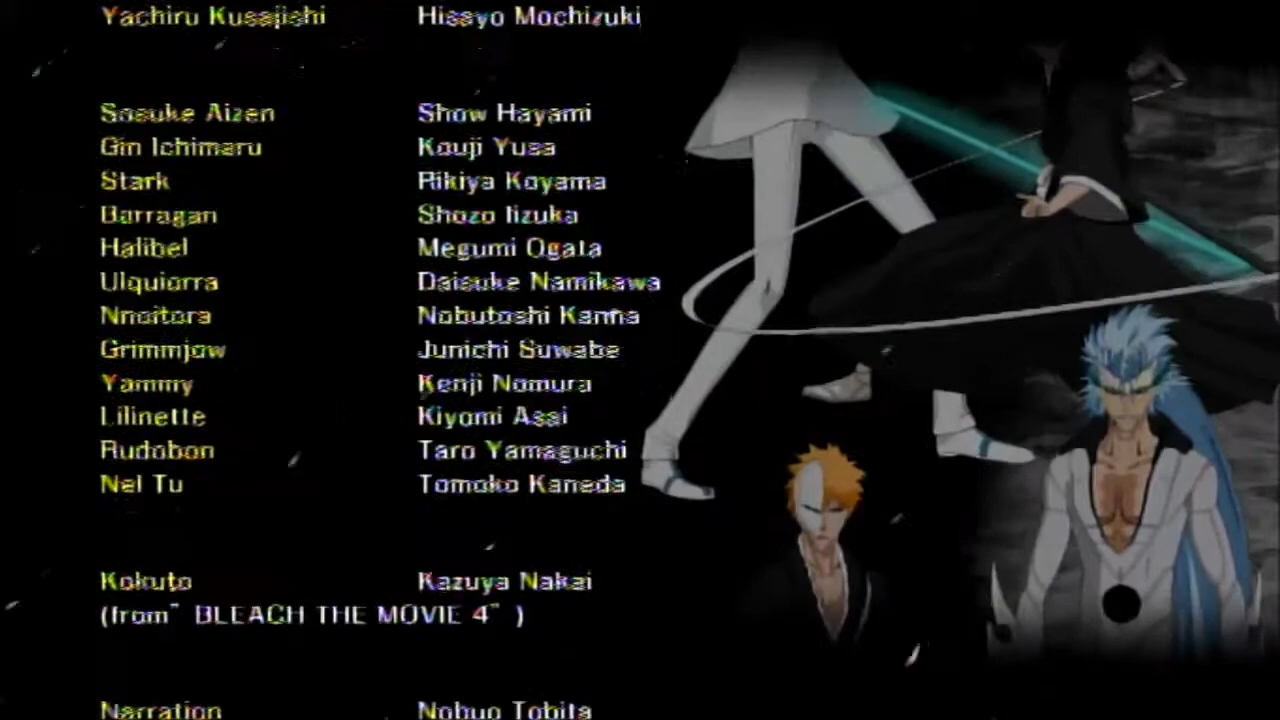 Yachiru Kusajishi Hisayo Mochizuki
Sosuke Aizen Show Hayami
Gin Ichimaru Kouji Yusa
Stark Rikiya Koyama
Barragan Shozo Iizuka
Halibel Megumi Ogata
Ulquiorra Daisuke Namikawa
Nnoitora Nobutoshi Kanna
Grimmjow Junichi Suwabe
Yammy Kenji Nomura
Lilinette Kiyomi Asai
Rudobon Taro Yamaguchi
Nel Tu Tomoko Kaneda
Kokuto Kazuya Nakai
(from" BLEACH THE MOVIE 4" )
Narration Nobuo Tobita